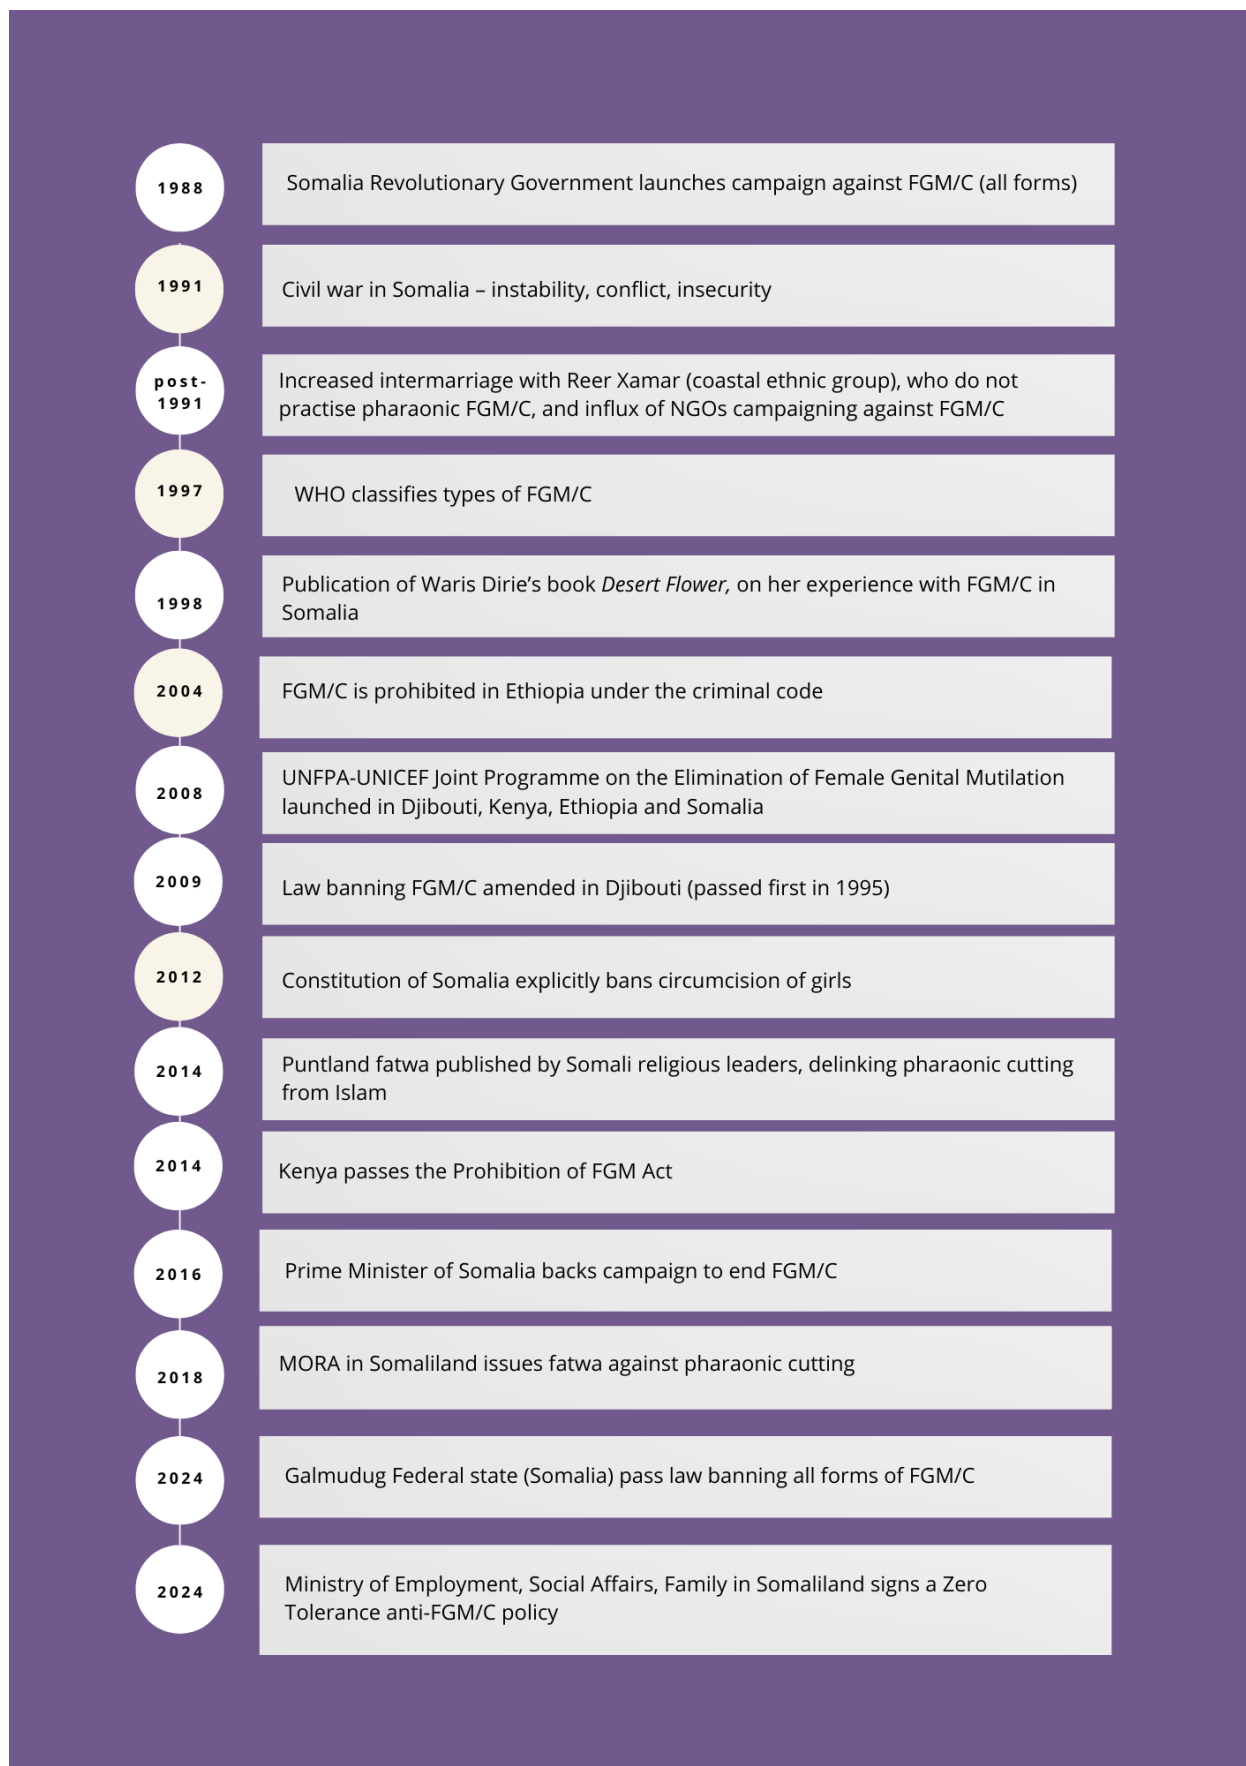 1988
Somalia Revolutionary Government launches campaign against FGM/C (all forms)
1991
Civil war in Somalia – instability, conflict, insecurity
post-
1991
Increased intermarriage with Reer Xamar (coastal ethnic group), who do not
practise pharaonic FGM/C, and influx of NGOs campaigning against FGM/C
1997
WHO classifies types of FGM/C
1998
Publication of Waris Dirie’s book Desert Flower, on her experience with FGM/C in
Somalia
2004
FGM/C is prohibited in Ethiopia under the criminal code
2008
UNFPA-UNICEF Joint Programme on the Elimination of Female Genital Mutilation
launched in Djibouti, Kenya, Ethiopia and Somalia
2009
Law banning FGM/C amended in Djibouti (passed first in 1995)
2012
Constitution of Somalia explicitly bans circumcision of girls
2014
Puntland fatwa published by Somali religious leaders, delinking pharaonic cutting
from Islam
2014
Kenya passes the Prohibition of FGM Act
2016
Prime Minister of Somalia backs campaign to end FGM/C
2018
MORA in Somaliland issues fatwa against pharaonic cutting
2024
Galmudug Federal state (Somalia) pass law banning all forms of FGM/C
2024
Ministry of Employment, Social Affairs, Family in Somaliland signs a Zero
Tolerance anti-FGM/C policy